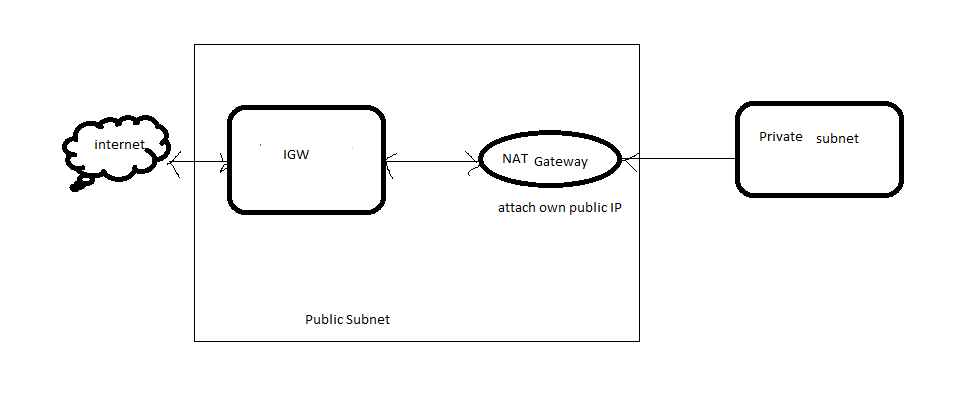 internet
IGW
NAT Gateway
attach own public IP
Private subnet
Public Subnet